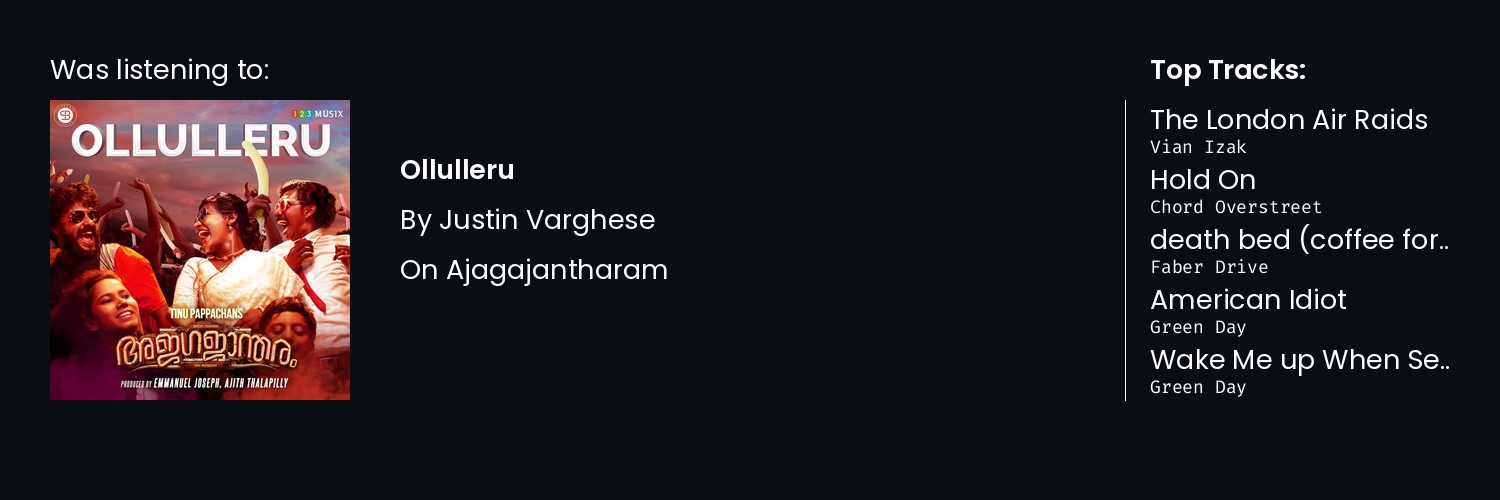 Was listening to:
SB
123 MUSIX
OLLULLERU
TINU PAPPACHANS
അജഗജാന്തരം
PRODUCED BY EMMANUEL JOSEPH, AJITH THALAPILLY
Ollulleru
By Justin Varghese
On Ajagajantharam
Top Tracks:
The London Air Raids
Vian Izak
Hold On
Chord Overstreet
death bed (coffee for..
Faber Drive
American Idiot
Green Day
Wake Me up When Se..
Green Day